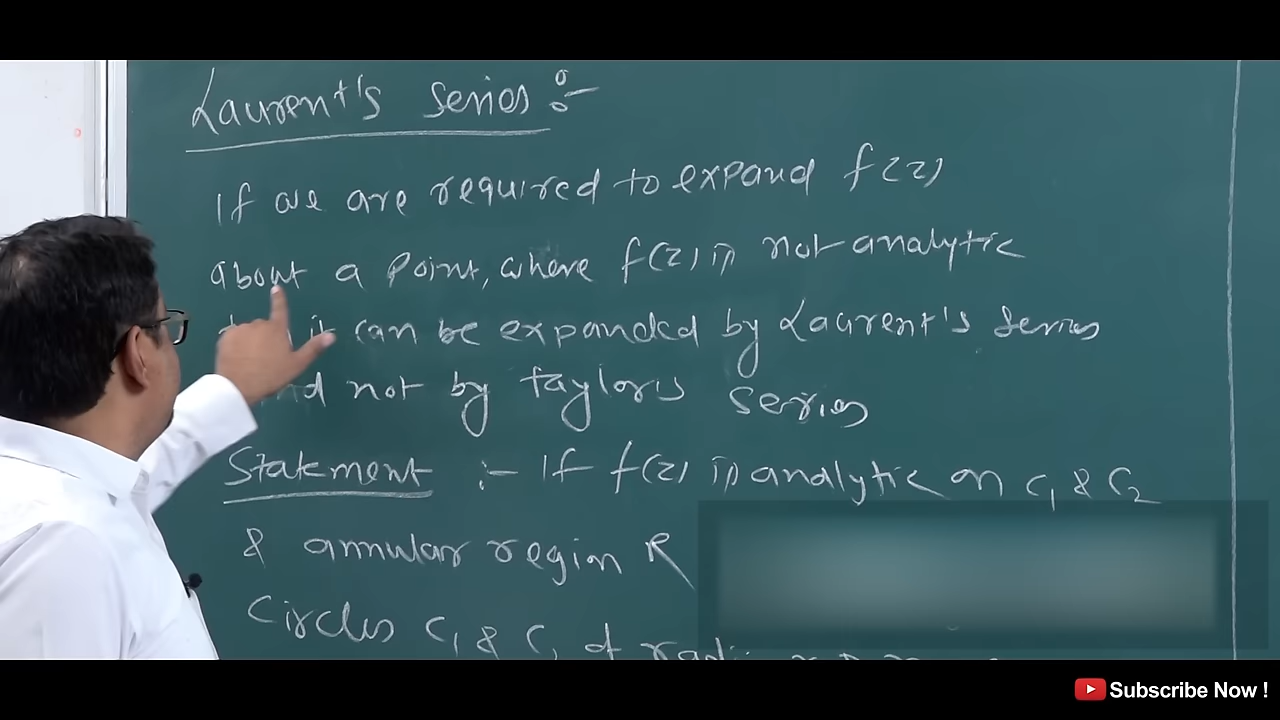 Laurent's series :-
If we are required to expand f(z)
about a point, where f(z) is not analytic
it can be expanded by Laurent's series
not by Taylor's series
Statement :- If f(z) is analytic on C1 & C2
& annular region R
Circles C1 & C of radii
Subscribe Now !